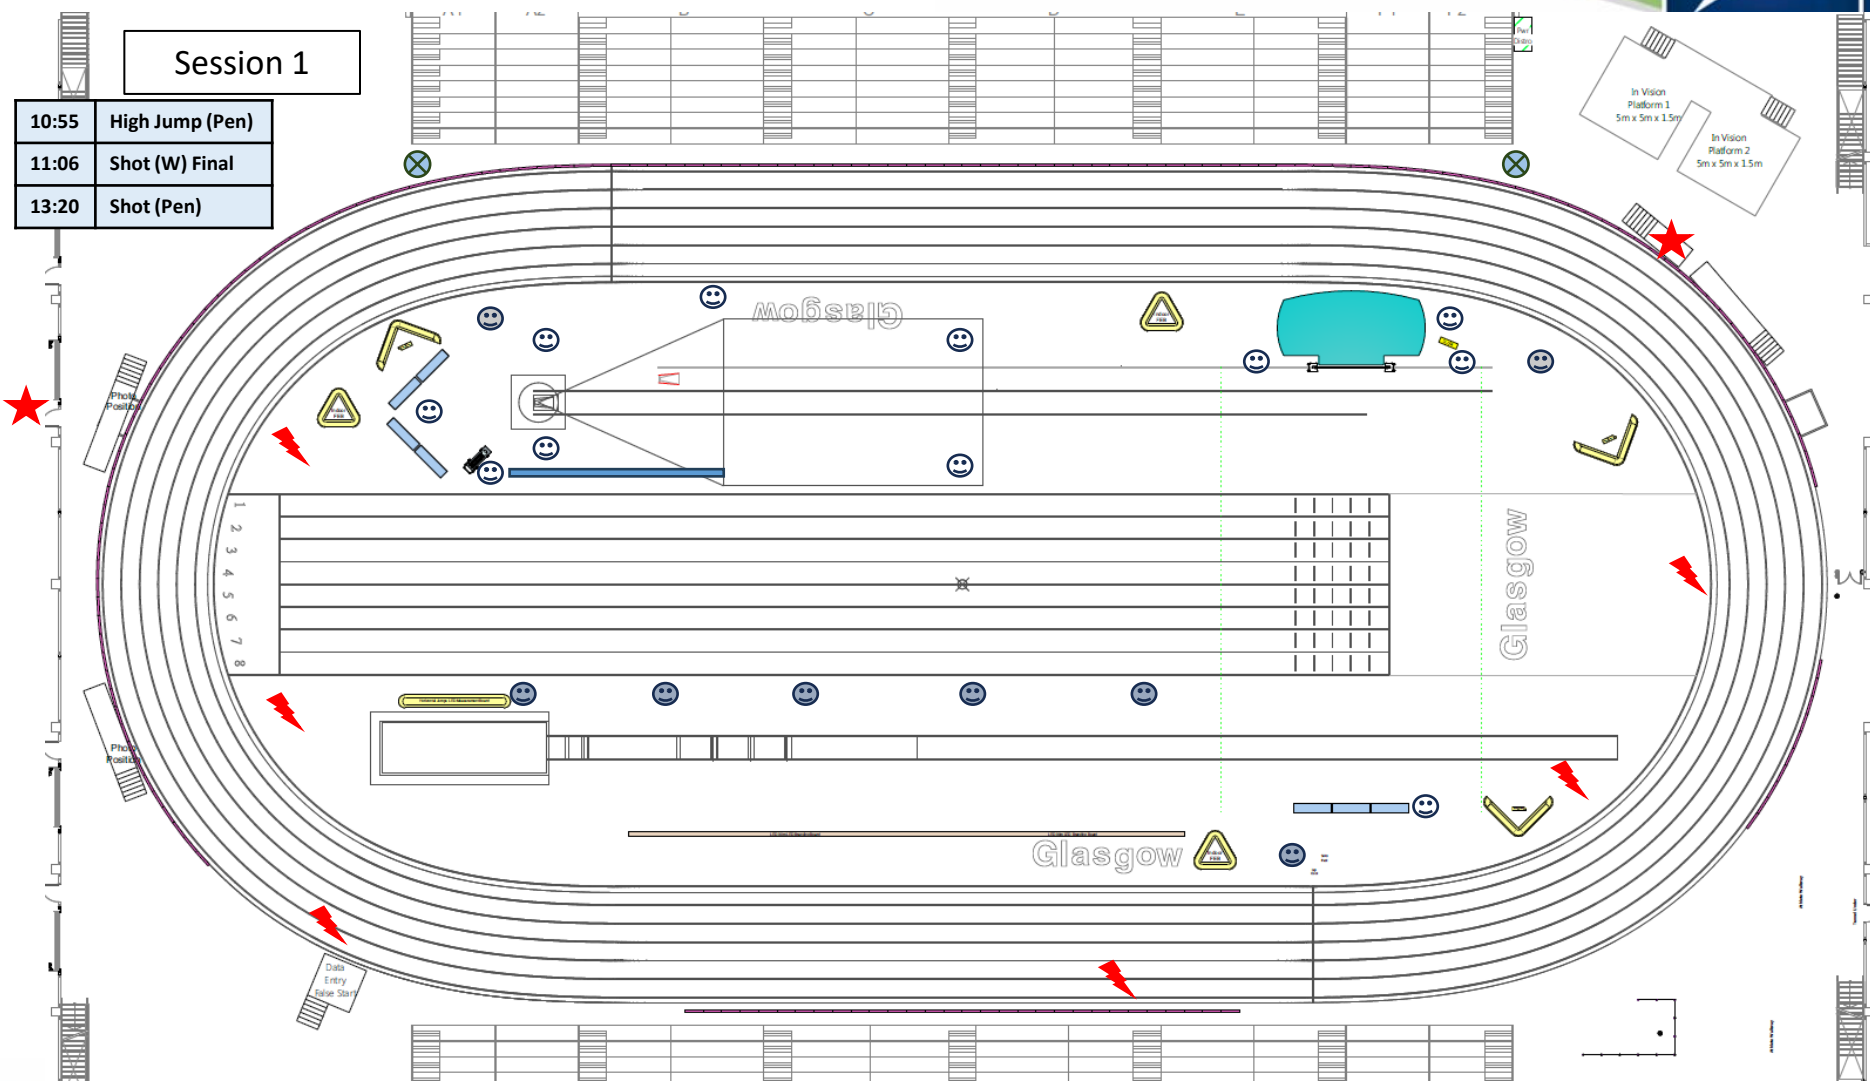 Session 1
10:55 High Jump (Pen)
11:06 Shot (W) Final
13:20 Shot (Pen)
Pwr
Distro
In Vision
Platform 1
5m x 5m x 1.5m
In Vision
Platform 2
5m x 5m x 1.5m
Glasgow
Photo
Position
1
2
3
4
5
6
7
8
Glasgow
Photo
Position
Glasgow
Data
Entry
False Start